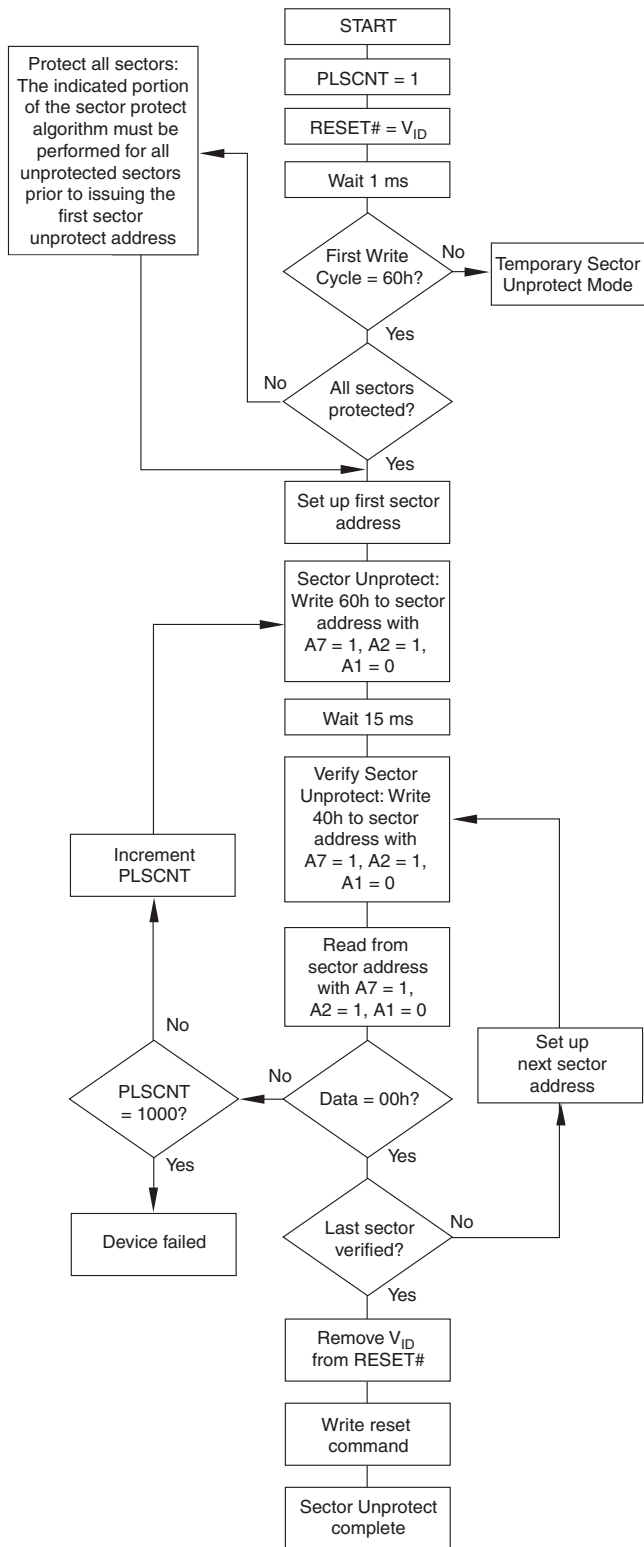 START
PLSCNT = 1
RESET# = VID
Wait 1 ms
Protect all sectors:
The indicated portion
of the sector protect
algorithm must be
performed for all
unprotected sectors
prior to issuing the
first sector
unprotect address
First Write
Cycle = 60h?
No
Temporary Sector
Unprotect Mode
Yes
No
All sectors
protected?
Yes
Set up first sector
address
Sector Unprotect:
Write 60h to sector
address with
A7 = 1, A2 = 1,
A1 = 0
Wait 15 ms
Verify Sector
Unprotect: Write
40h to sector
address with
A7 = 1, A2 = 1,
A1 = 0
Increment
PLSCNT
Read from
sector address
with A7 = 1,
A2 = 1, A1 = 0
No
Set up
next sector
address
PLSCNT
= 1000?
No
Data = 00h?
Yes
Yes
Device failed
Last sector
verified?
No
Yes
Remove VID
from RESET#
Write reset
command
Sector Unprotect
complete